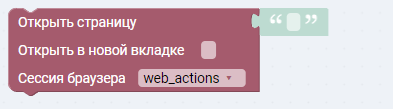 Открыть страницу “ ”
Открыть в новой вкладке
Сессия браузера web_actions